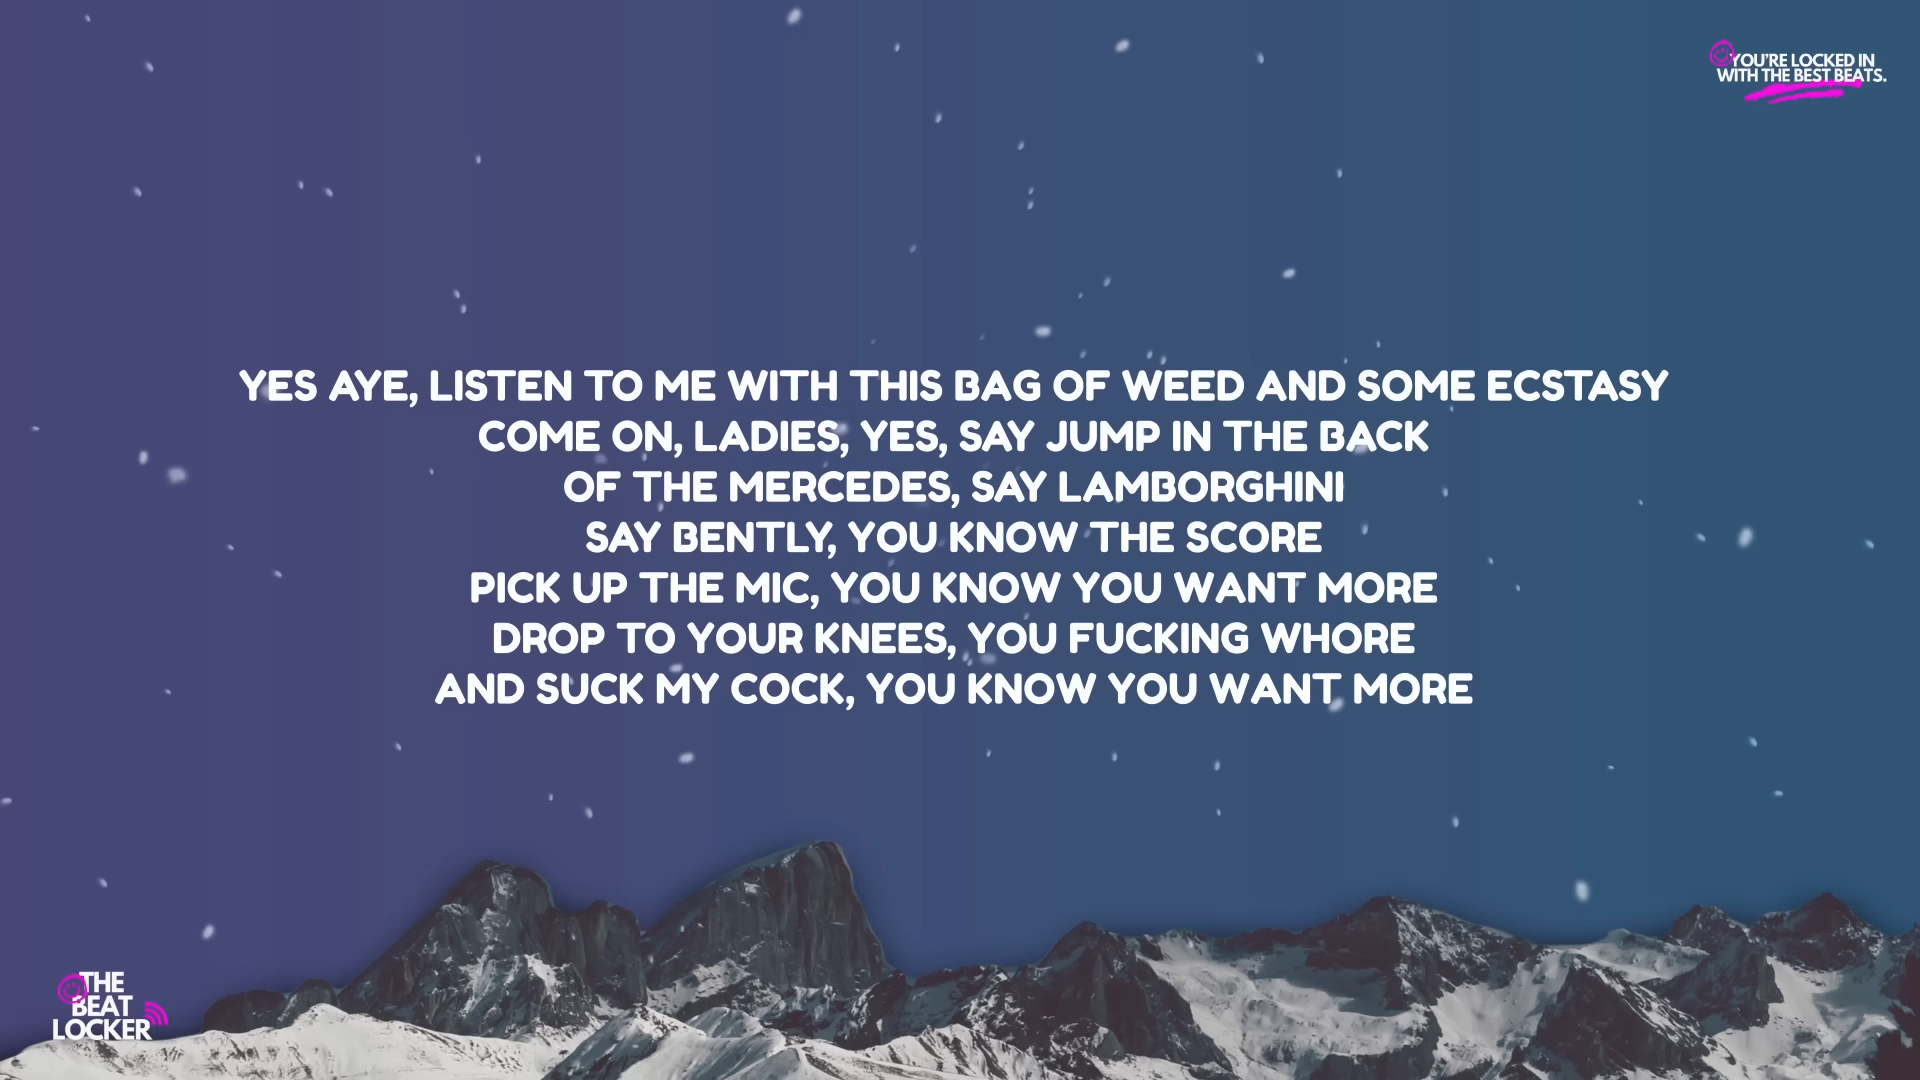 YOU'RE LOCKED IN
WITH THE BEST BEATS.
YES AYE, LISTEN TO ME WITH THIS BAG OF WEED AND SOME ECSTASY
COME ON, LADIES, YES, SAY JUMP IN THE BACK
OF THE MERCEDES, SAY LAMBORGHINI
SAY BENTLY, YOU KNOW THE SCORE
PICK UP THE MIC, YOU KNOW YOU WANT MORE
DROP TO YOUR KNEES, YOU FUCKING WHORE
AND SUCK MY COCK, YOU KNOW YOU WANT MORE
THE
BEAT
LOCKER